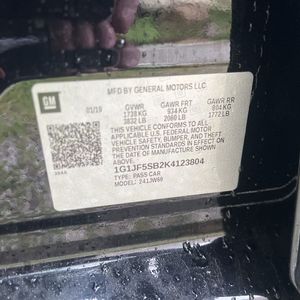 GM
MFD BY GENERAL MOTORS LLC
01/19 GVWR GAWR FRT GAWR RR
1738 KG 934 KG 804 KG
3832 LB 2060 LB 1772 LB
THIS VEHICLE CONFORMS TO ALL
APPLICABLE U.S. FEDERAL MOTOR
VEHICLE SAFETY, BUMPER, AND THEFT
PREVENTION STANDARDS IN EFFECT ON
THE DATE OF MANUFACTURE SHOWN ABOVE.
1G1JF5SB2K4123804
TYPE: PASS CAR
MODEL: